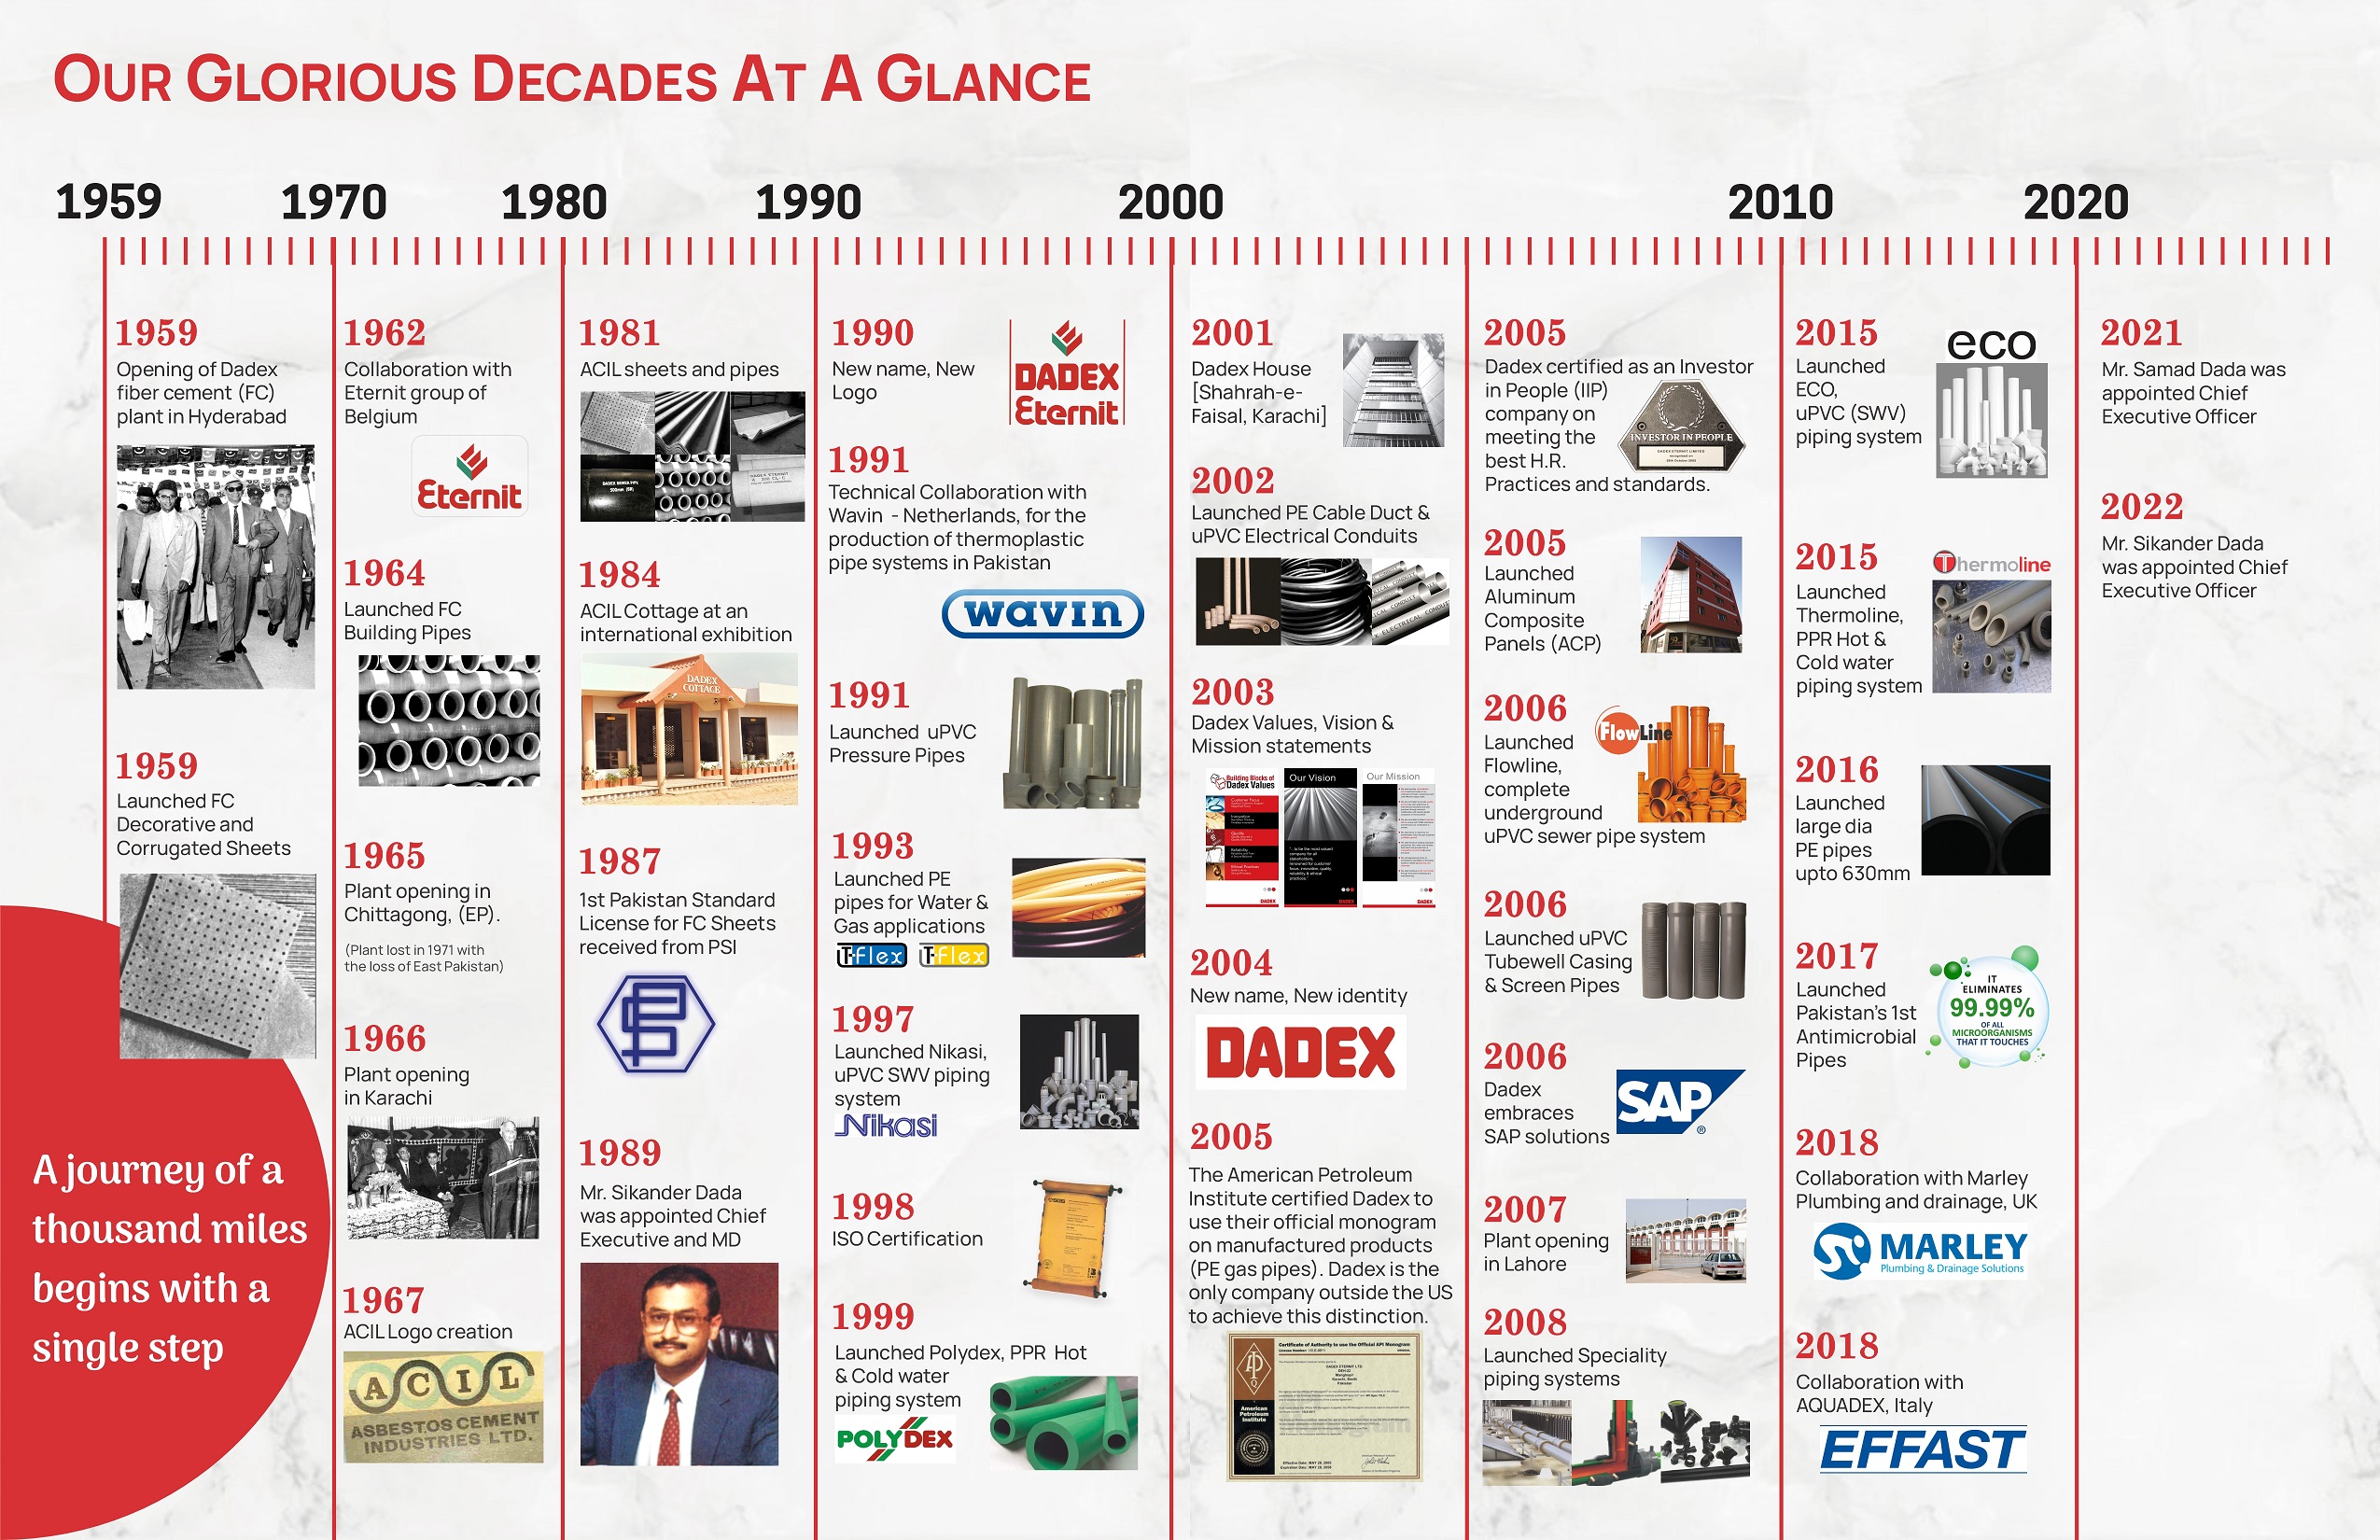 OUR GLORIOUS DECADES AT A GLANCE
1959
1970
1980
1990
2000
2010
2020
1959
Opening of Dadex
fiber cement (FC)
plant in Hyderabad
1959
Launched FC
Decorative and
Corrugated Sheets
A journey of a
thousand miles
begins with a
single step
1962
Collaboration with
Eternit group of
Belgium
Eternit
1964
Launched FC
Building Pipes
1965
Plant opening in
Chittagong, (EP).
(Plant lost in 1971 with
the loss of East Pakistan)
1966
Plant opening
in Karachi
1967
ACIL Logo creation
ACIL
ASBESTOS CEMENT
INDUSTRIES LTD.
1981
ACIL sheets and pipes
1984
ACIL Cottage at an
international exhibition
DADEX
COTTAGE
1987
1st Pakistan Standard
License for FC Sheets
received from PSI
1989
Mr. Sikander Dada
was appointed Chief
Executive and MD
1990
New name, New
Logo
DADEX
Eternit
1991
Technical Collaboration with
Wavin - Netherlands, for the
production of thermoplastic
pipe systems in Pakistan
wavin
1991
Launched uPVC
Pressure Pipes
1993
Launched PE
pipes for Water &
Gas applications
T-flex T-flex
1997
Launched Nikasi,
uPVC SWV piping
system
Nikasi
1998
ISO Certification
1999
Launched Polydex, PPR Hot
& Cold water
piping system
POLYDEX
2001
Dadex House
[Shahrah-e-
Faisal, Karachi]
2002
Launched PE Cable Duct &
uPVC Electrical Conduits
2003
Dadex Values, Vision &
Mission statements
Building Blocks of
Dadex Values
Our Vision
Our Mission
2004
New name, New identity
DADEX
2005
The American Petroleum
Institute certified Dadex to
use their official monogram
on manufactured products
(PE gas pipes). Dadex is the
only company outside the US
to achieve this distinction.
Certificate of Authority to use the Official API Monogram
American
Petroleum
Institute
2005
Dadex certified as an Investor
in People (IIP)
company on
meeting the
best H.R.
Practices and standards.
INVESTOR IN PEOPLE
2005
Launched
Aluminum
Composite
Panels (ACP)
2006
Launched
Flowline,
complete
underground
uPVC sewer pipe system
FlowLine
2006
Launched uPVC
Tubewell Casing
& Screen Pipes
2006
Dadex
embraces
SAP solutions
SAP
®
2007
Plant opening
in Lahore
2008
Launched Speciality
piping systems
2015
Launched
ECO,
uPVC (SWV)
piping system
eco
2015
Launched
Thermoline,
PPR Hot &
Cold water
piping system
Thermoline
2016
Launched
large dia
PE pipes
upto 630mm
2017
Launched
Pakistan's 1st
Antimicrobial
Pipes
IT
ELIMINATES
99.99%
OF ALL
MICROORGANISMS
THAT IT TOUCHES
2018
Collaboration with Marley
Plumbing and drainage, UK
MARLEY
Plumbing & Drainage Solutions
2018
Collaboration with
AQUADEX, Italy
EFFAST
2021
Mr. Samad Dada was
appointed Chief
Executive Officer
2022
Mr. Sikander Dada
was appointed Chief
Executive Officer